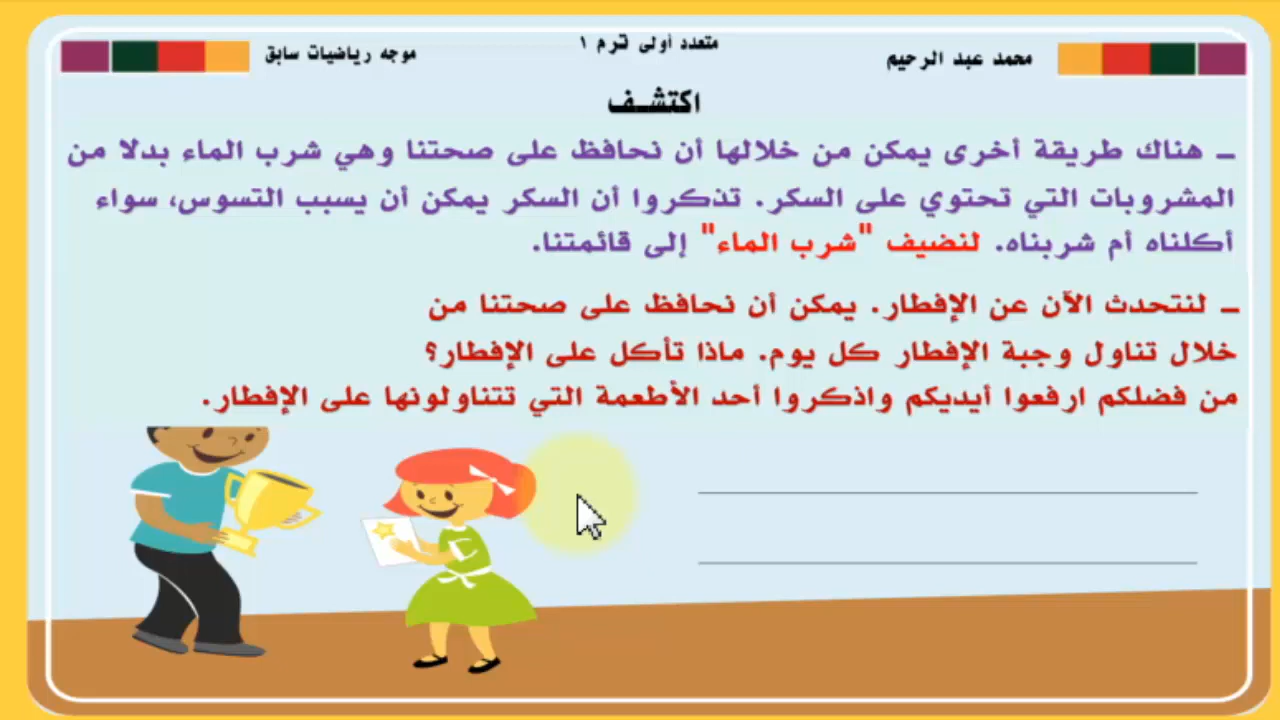 متعدد أولى ترم ١
محمد عبد الرحيم
موجه رياضيات سابق
اكتشـف
ـ هناك طريقة أخرى يمكن من خلالها أن نحافظ على صحتنا وهي شرب الماء بدلا من
المشروبات التي تحتوي على السكر. تذكروا أن السكر يمكن أن يسبب التسوس، سواء
أكلناه أم شربناه. لنضيف "شرب الماء" إلى قائمتنا.
ـ لنتحدث الآن عن الإفطار. يمكن أن نحافظ على صحتنا من
خلال تناول وجبة الإفطار كل يوم. ماذا تأكل على الإفطار؟
من فضلكم ارفعوا أيديكم واذكروا أحد الأطعمة التي تتناولونها على الإفطار.